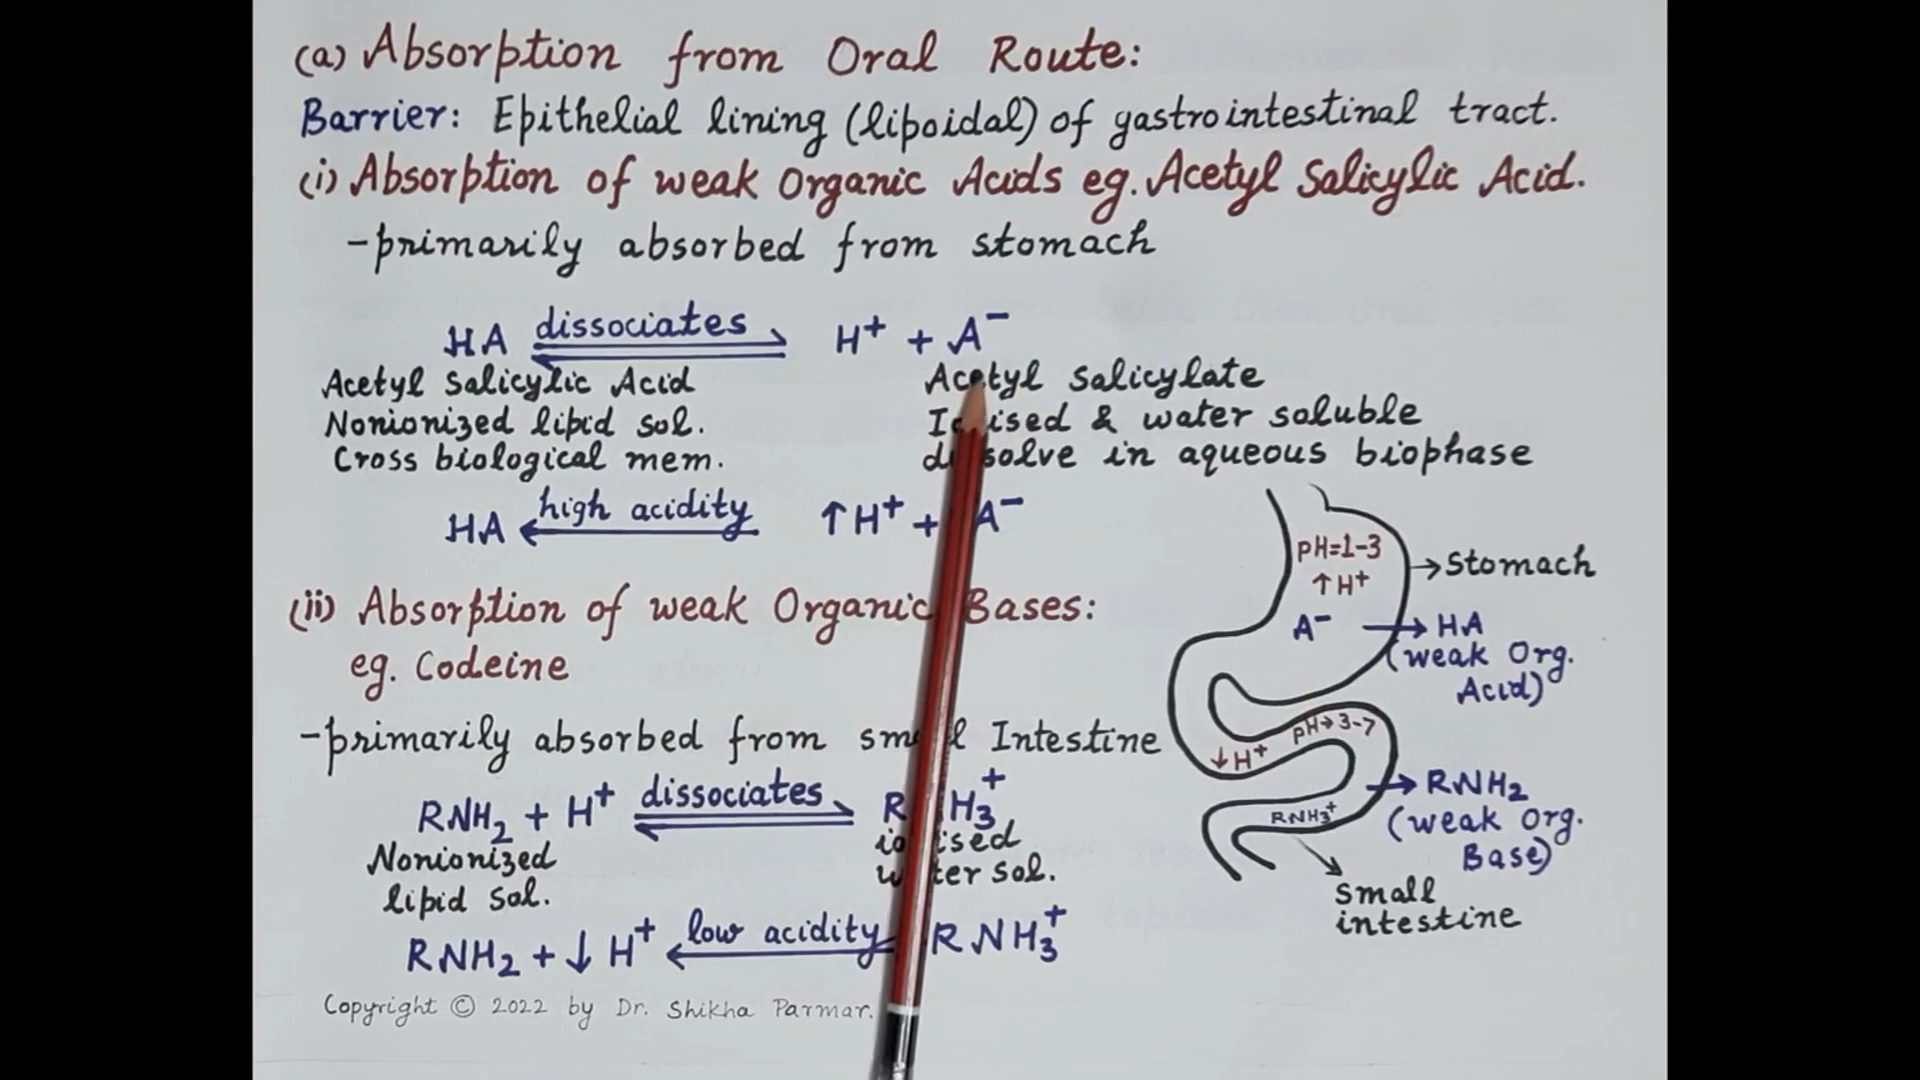 (a) Absorption from Oral Route:
Barrier: Epithelial lining (lipoidal) of gastrointestinal tract.
(i) Absorption of weak Organic Acids eg. Acetyl Salicylic Acid.
- primarily absorbed from stomach
HA dissociates ⇌ H⁺ + A⁻
Acetyl Salicylic Acid Acetyl Salicylate
Nonionized lipid sol. & water soluble
Cross biological mem. in aqueous biophase
HA ← high acidity ↑H⁺ + A⁻
(ii) Absorption of weak Organic Bases:
eg. Codeine
- primarily absorbed from Intestine
RNH₂ + H⁺ dissociates ⇌ R H₃⁺
Nonionized
lipid sol.
sol.
RNH₂ + ↓ H⁺ ← low acidity RNH₃⁺
Copyright © 2022 by Dr. Shikha Parmar.
pH=1-3
↑H⁺
→ Stomach
A⁻ → HA
(weak Org.
Acid)
pH→3-7
↓H⁺
→ RNH₂
RNH₃⁺
(weak Org.
Base)
small
intestine